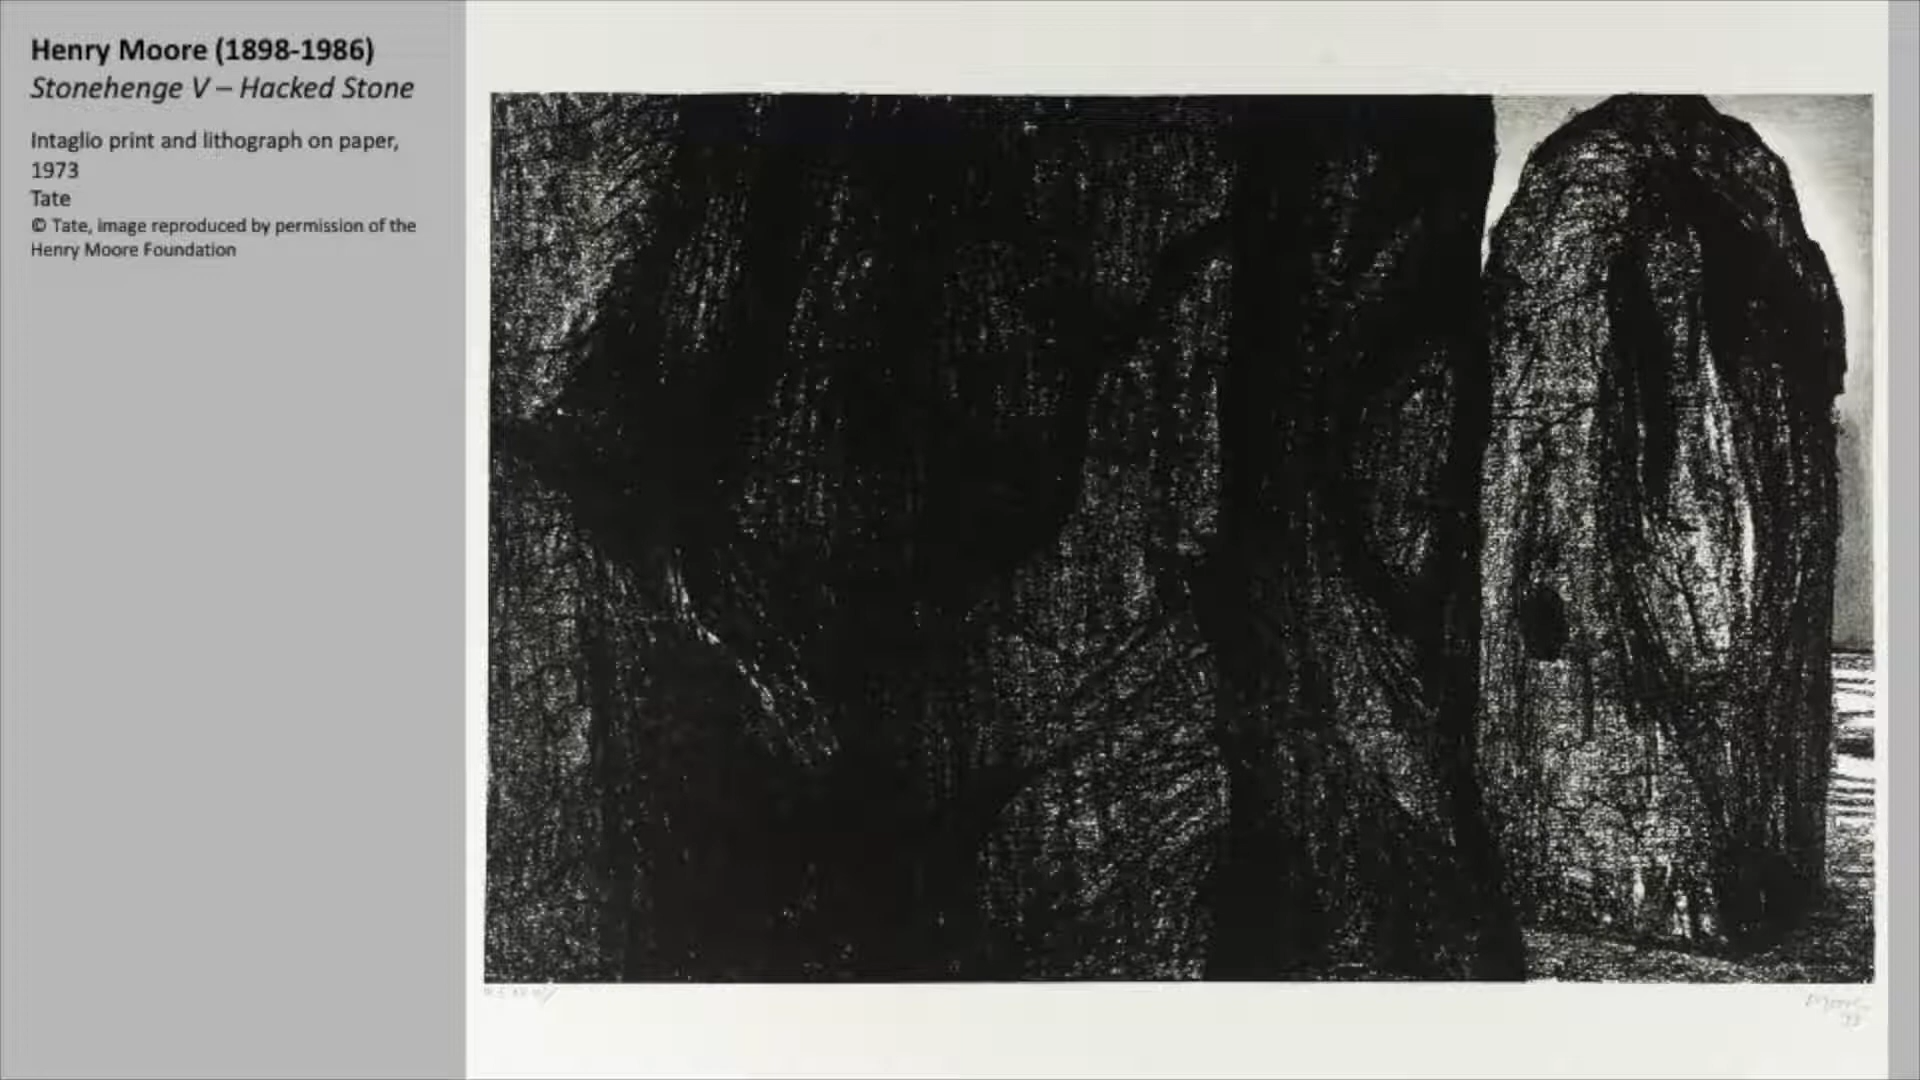 Henry Moore (1898-1986)
Stonehenge V – Hacked Stone
Intaglio print and lithograph on paper,
1973
Tate
© Tate, image reproduced by permission of the
Henry Moore Foundation
Moore